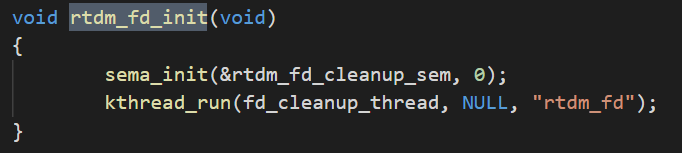 void rtdm_fd_init(void)
{
        sema_init(&rtdm_fd_cleanup_sem, 0);
        kthread_run(fd_cleanup_thread, NULL, "rtdm_fd");
}